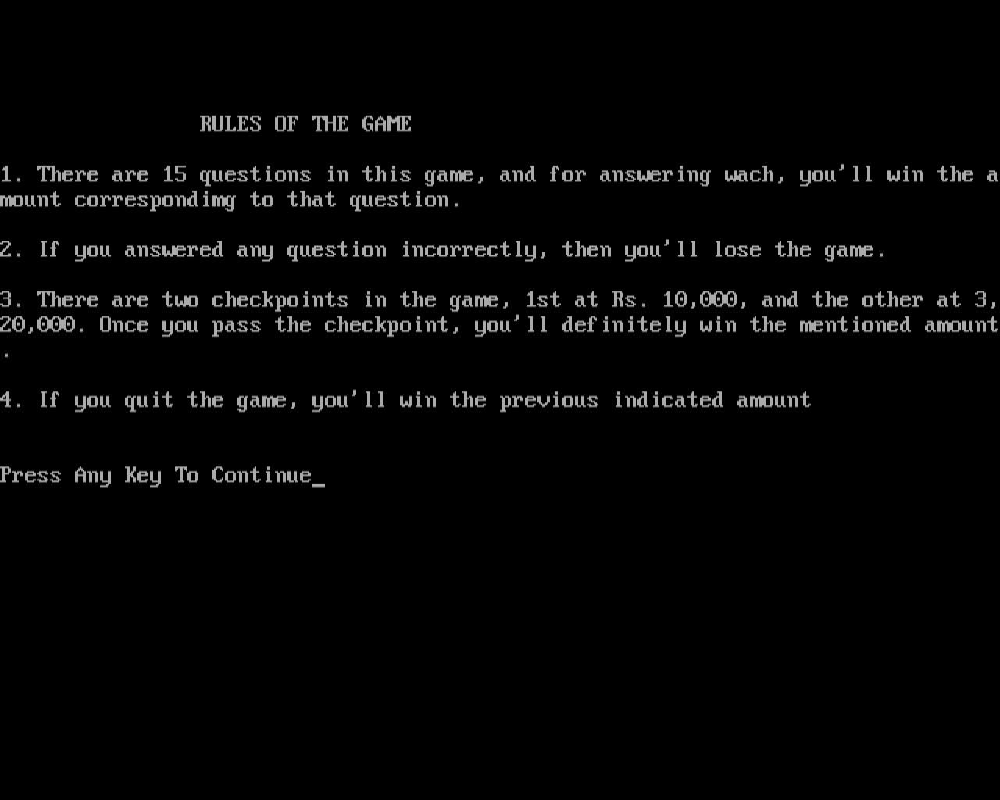 RULES OF THE GAME
1. There are 15 questions in this game, and for answering wach, you'll win the a
mount correspondimg to that question.
2. If you answered any question incorrectly, then you'll lose the game.
3. There are two checkpoints in the game, 1st at Rs. 10,000, and the other at 3,
20,000. Once you pass the checkpoint, you'll definitely win the mentioned amount
.
4. If you quit the game, you'll win the previous indicated amount
Press Any Key To Continue_